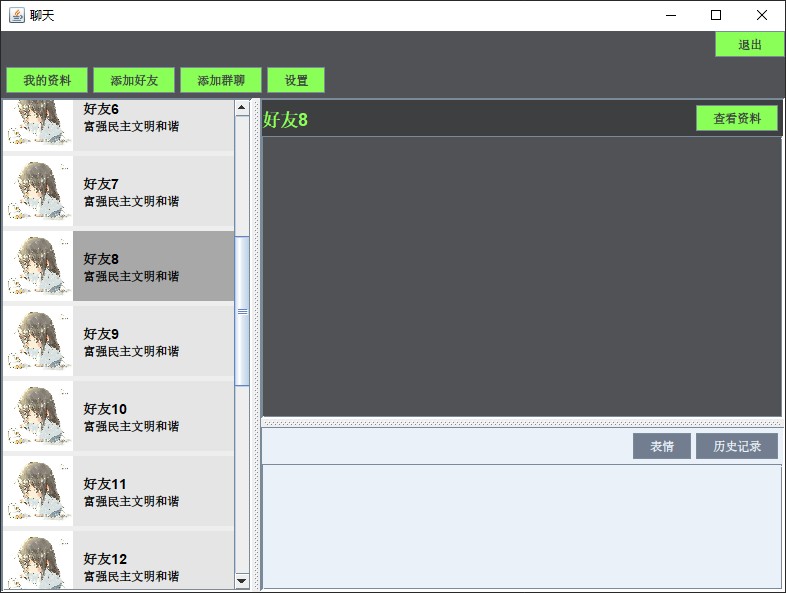 聊天
退出
我的资料 添加好友 添加群聊 设置
好友6
富强民主文明和谐
好友7
富强民主文明和谐
好友8
富强民主文明和谐
好友9
富强民主文明和谐
好友10
富强民主文明和谐
好友11
富强民主文明和谐
好友12
富强民主文明和谐
好友8 查看资料
表情 历史记录